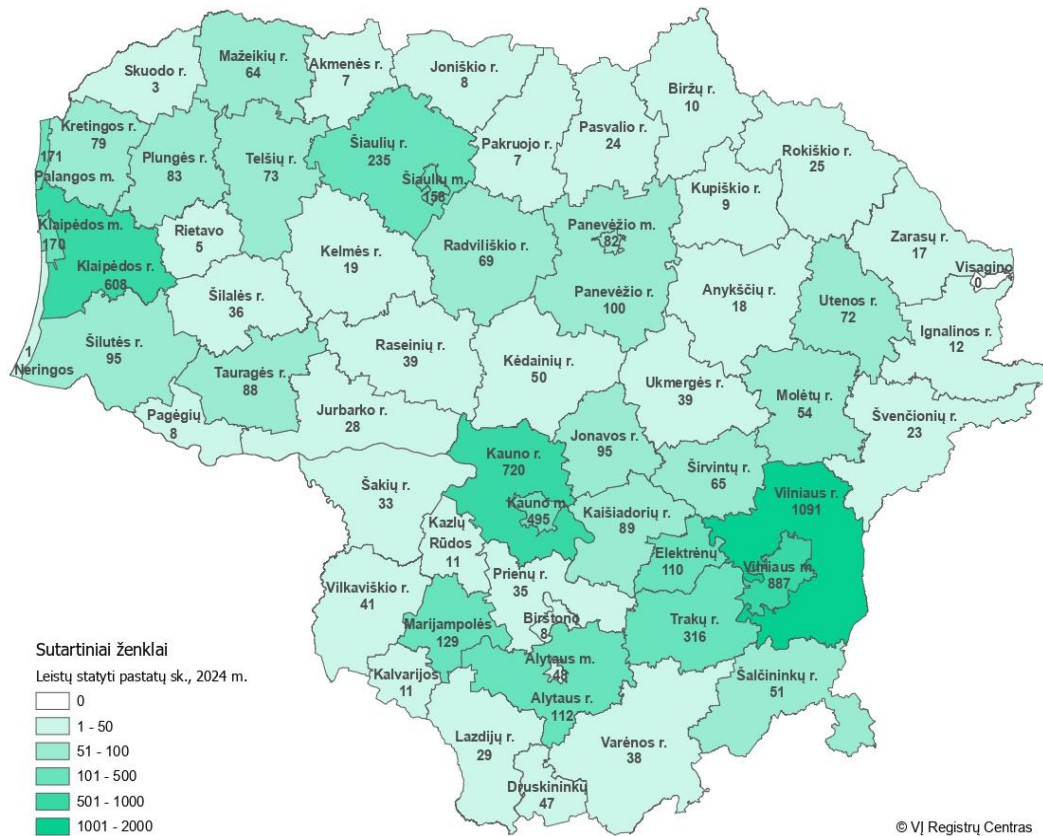 Skuodo r.
3
Mažeikių r.
64
Akmenės r.
7
Joniškio r.
8
Biržų r.
10
Kretingos r.
79
171
Palangos m.
Plungės r.
83
Telšių r.
73
Šiaulių r.
235
Šiaulių m.
158
Pakruojo r.
7
Pasvalio r.
24
Rokiškio r.
25
Kupiškio r.
9
Klaipėdos m.
170
Klaipėdos r.
608
Rietavo
5
Kelmės r.
19
Radviliškio r.
69
Panevėžio m.
82
Panevėžio r.
100
Anykščių r.
18
Zarasų r.
17
Visagino
0
Utenos r.
72
Ignalinos r.
12
Šilalės r.
36
1
Neringos
Šilutės r.
95
Tauragės r.
88
Raseinių r.
39
Kėdainių r.
50
Ukmergės r.
39
Molėtų r.
54
Švenčionių r.
23
Pagėgių
8
Jurbarko r.
28
Jonavos r.
95
Kauno r.
720
Kauno m.
495
Širvintų r.
65
Vilniaus r.
1091
Vilniaus m.
887
Šakių r.
33
Kazlų
Rūdos
11
Kaišiadorių r.
89
Elektrėnų
110
Prienų r.
35
Vilkaviškio r.
41
Marijampolės
129
Birštono
8
Trakų r.
316
Alytaus m.
48
Alytaus r.
112
Kalvarijos
11
Šalčininkų r.
51
Lazdijų r.
29
Varėnos r.
38
Druskininkų
47
Sutartiniai ženklai
Leistų statyti pastatų sk., 2024 m.
0
1 - 50
51 - 100
101 - 500
501 - 1000
1001 - 2000
© VĮ Registrų Centras